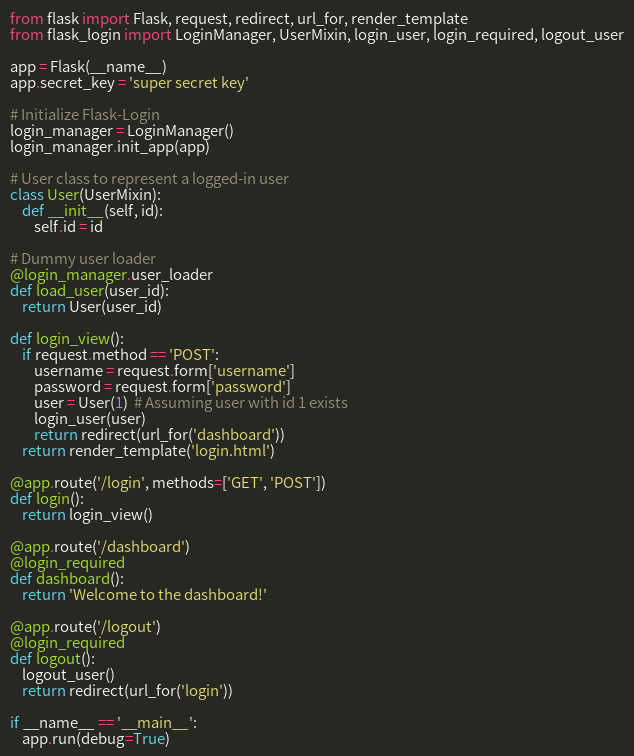 from flask import Flask, request, redirect, url_for, render_template
from flask_login import LoginManager, UserMixin, login_user, login_required, logout_user

app = Flask(__name__)
app.secret_key = 'super secret key'

# Initialize Flask-Login
login_manager = LoginManager()
login_manager.init_app(app)

# User class to represent a logged-in user
class User(UserMixin):
    def __init__(self, id):
        self.id = id

# Dummy user loader
@login_manager.user_loader
def load_user(user_id):
    return User(user_id)

def login_view():
    if request.method == 'POST':
        username = request.form['username']
        password = request.form['password']
        user = User(1)  # Assuming user with id 1 exists
        login_user(user)
        return redirect(url_for('dashboard'))
    return render_template('login.html')

@app.route('/login', methods=['GET', 'POST'])
def login():
    return login_view()

@app.route('/dashboard')
@login_required
def dashboard():
    return 'Welcome to the dashboard!'

@app.route('/logout')
@login_required
def logout():
    logout_user()
    return redirect(url_for('login'))

if __name__ == '__main__':
    app.run(debug=True)